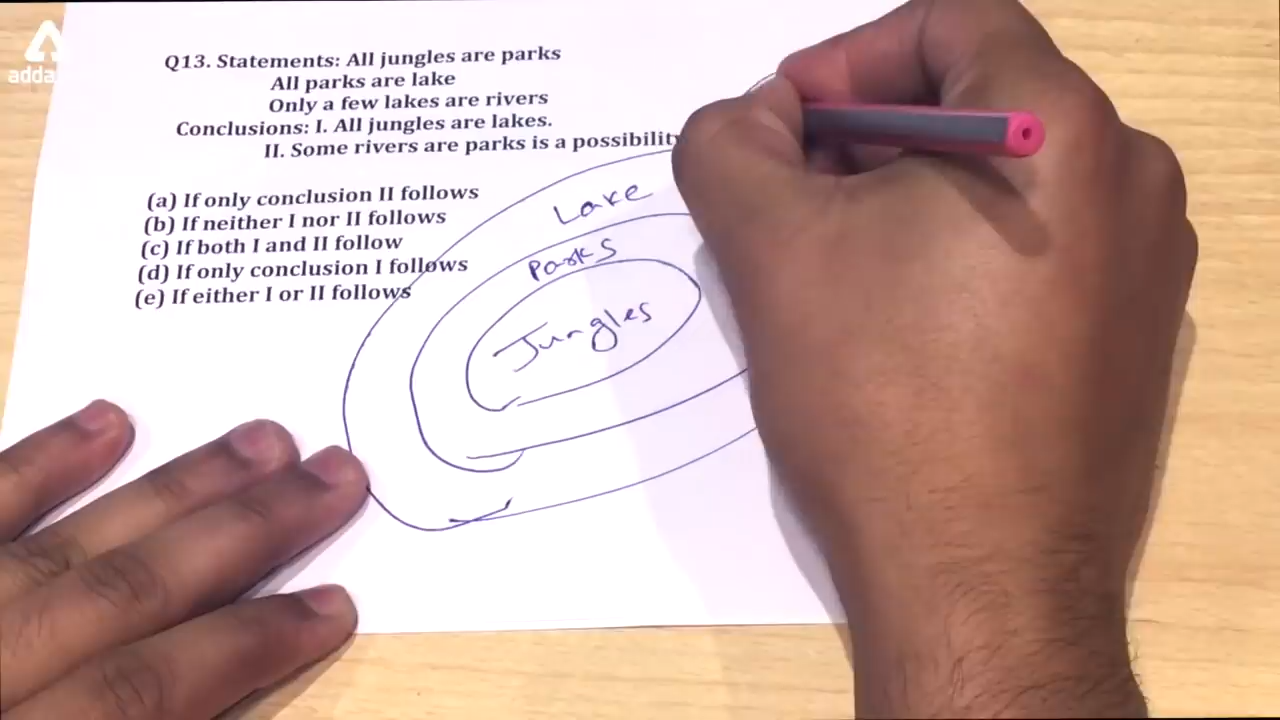 adda
Q13. Statements: All jungles are parks
All parks are lake
Only a few lakes are rivers
Conclusions: I. All jungles are lakes.
II. Some rivers are parks is a possibility
(a) If only conclusion II follows
(b) If neither I nor II follows
(c) If both I and II follow
(d) If only conclusion I follows
(e) If either I or II follows
Lake
Parks
Jungles